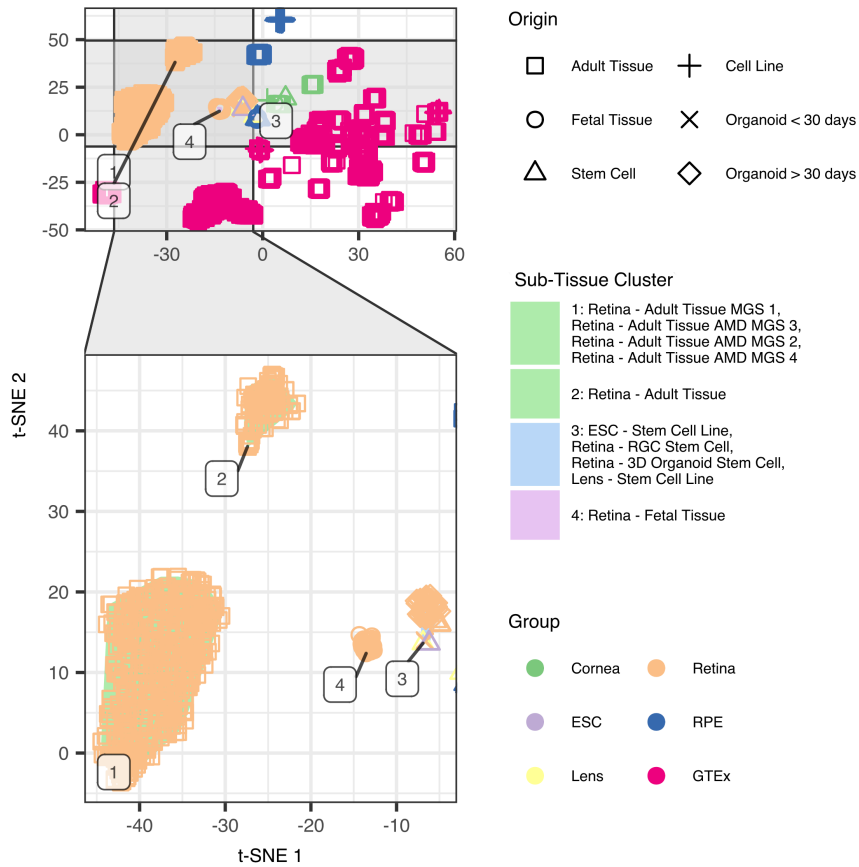 50
25
0
-25
-50
1
2
3
4
-30
0
30
60
t-SNE 2
40
30
20
10
0
2
4
3
1
-40
-30
-20
-10
t-SNE 1
Origin
Adult Tissue
Cell Line
Fetal Tissue
Organoid < 30 days
Stem Cell
Organoid > 30 days
Sub-Tissue Cluster
1: Retina - Adult Tissue MGS 1,
Retina - Adult Tissue AMD MGS 3,
Retina - Adult Tissue AMD MGS 2,
Retina - Adult Tissue AMD MGS 4
2: Retina - Adult Tissue
3: ESC - Stem Cell Line,
Retina - RGC Stem Cell,
Retina - 3D Organoid Stem Cell,
Lens - Stem Cell Line
4: Retina - Fetal Tissue
Group
Cornea
Retina
ESC
RPE
Lens
GTEx